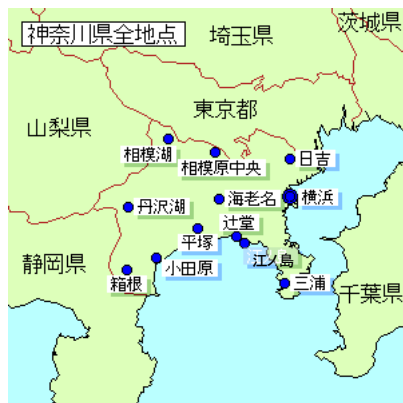 茨城県
神奈川県全地点
埼玉県
東京都
山梨県
相模湖
相模原中央
日吉
海老名
横浜
丹沢湖
辻堂
平塚
江ノ島
静岡県
小田原
箱根
三浦
千葉県